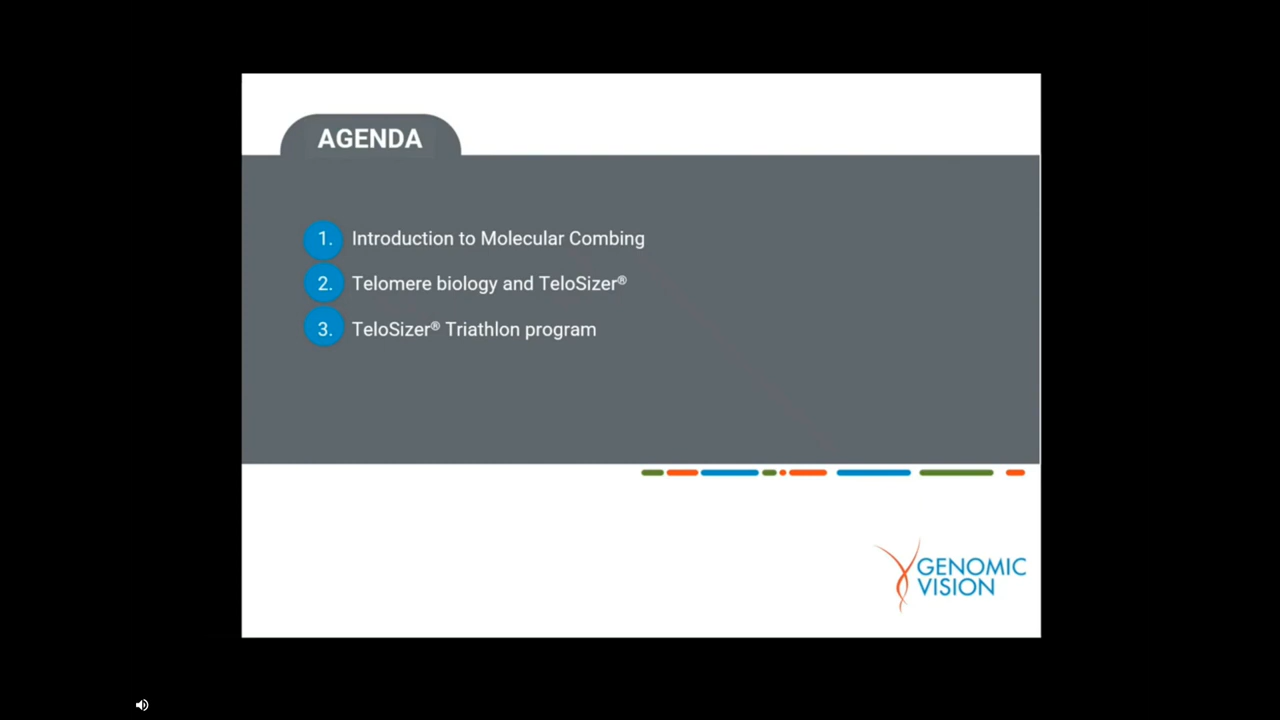 AGENDA
1. Introduction to Molecular Combing
2. Telomere biology and TeloSizer®
3. TeloSizer® Triathlon program
GENOMIC
VISION